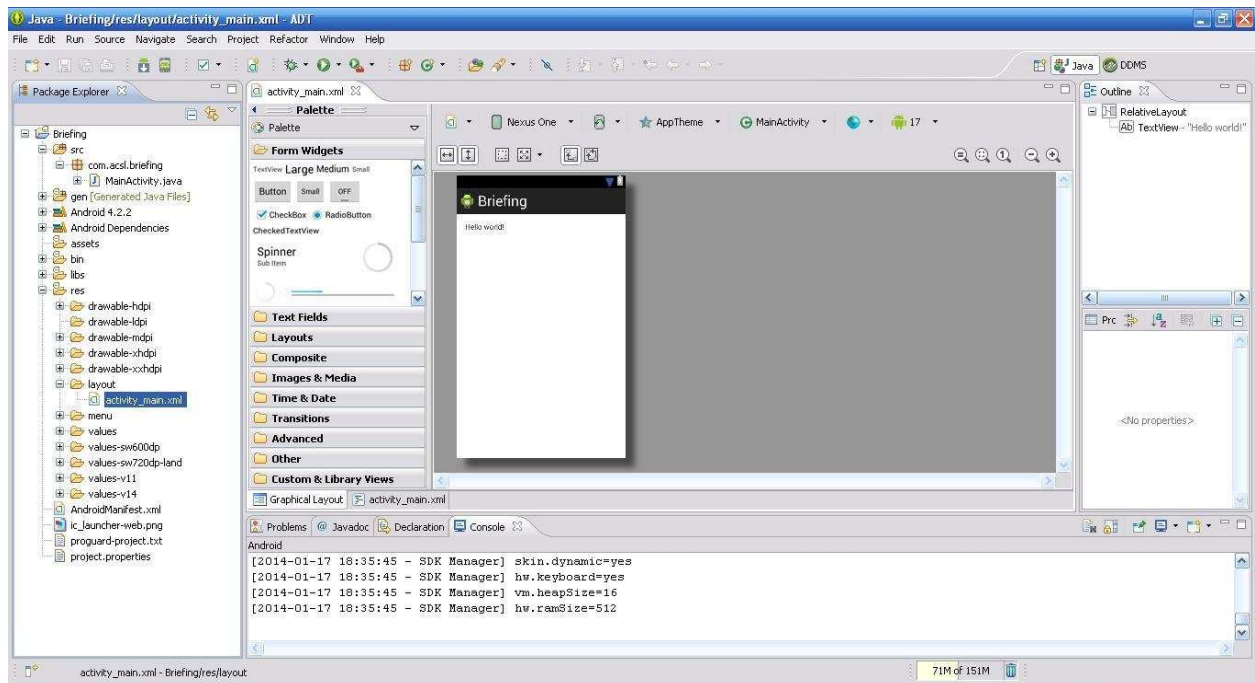 Java - Briefing/res/layout/activity_main.xml - ADT
File Edit Run Source Navigate Search Project Refactor Window Help
Java DDMS
Package Explorer
Briefing
src
com.acsl.briefing
MainActivity.java
gen [Generated Java Files]
Android 4.2.2
Android Dependencies
assets
bin
libs
res
drawable-hdpi
drawable-ldpi
drawable-mdpi
drawable-xhdpi
drawable-xxhdpi
layout
activity_main.xml
menu
values
values-sw600dp
values-sw720dp-land
values-v11
values-v14
AndroidManifest.xml
ic_launcher-web.png
proguard-project.txt
project.properties
activity_main.xml
Palette
Palette
Form Widgets
TextView Large Medium Small
Button Small OFF
CheckBox RadioButton
CheckedTextView
Spinner
Sub Item
Text Fields
Layouts
Composite
Images & Media
Time & Date
Transitions
Advanced
Other
Custom & Library Views
Nexus One AppTheme MainActivity 17
Briefing
Hello world!
Graphical Layout activity_main.xml
Outline
RelativeLayout
Ab TextView - "Hello world!"
Prc
<No properties>
Problems Javadoc Declaration Console
Android
[2014-01-17 18:35:45 - SDK Manager] skin.dynamic=yes
[2014-01-17 18:35:45 - SDK Manager] hw.keyboard=yes
[2014-01-17 18:35:45 - SDK Manager] vm.heapSize=16
[2014-01-17 18:35:45 - SDK Manager] hw.ramSize=512
activity_main.xml - Briefing/res/layout
71M of 151M